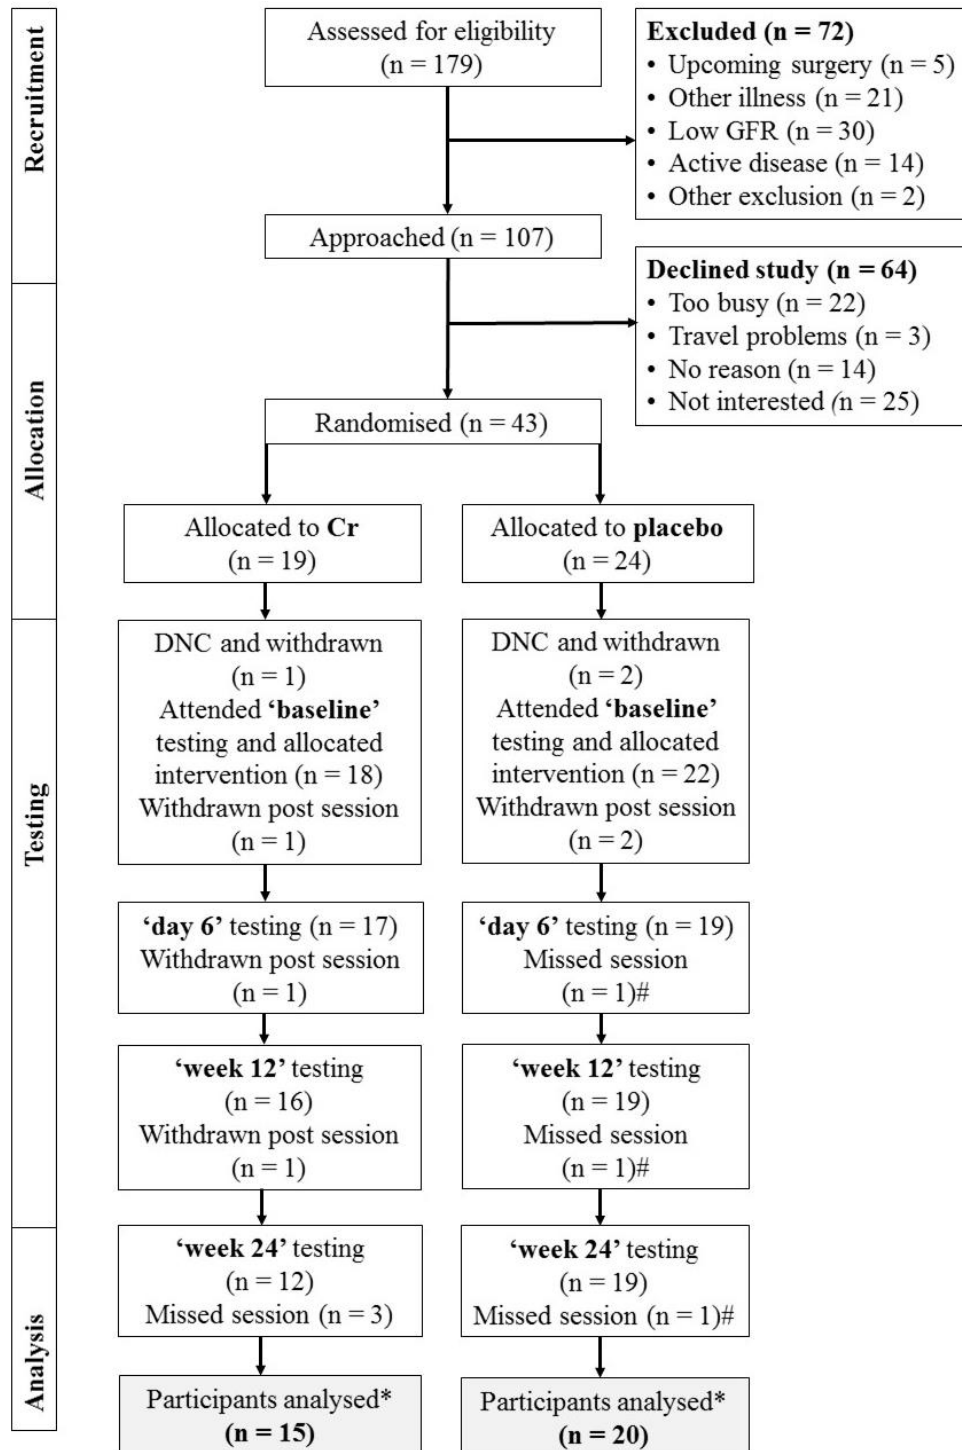 Recruitment
Assessed for eligibility
(n = 179)
Excluded (n = 72)
• Upcoming surgery (n = 5)
• Other illness (n = 21)
• Low GFR (n = 30)
• Active disease (n = 14)
• Other exclusion (n = 2)
Approached (n = 107)
Allocation
Declined study (n = 64)
• Too busy (n = 22)
• Travel problems (n = 3)
• No reason (n = 14)
• Not interested (n = 25)
Randomised (n = 43)
Allocated to Cr
(n = 19)
Allocated to placebo
(n = 24)
Testing
DNC and withdrawn
(n = 1)
Attended ‘baseline’
testing and allocated
intervention (n = 18)
Withdrawn post session
(n = 1)
DNC and withdrawn
(n = 2)
Attended ‘baseline’
testing and allocated
intervention (n = 22)
Withdrawn post session
(n = 2)
‘day 6’ testing (n = 17)
Withdrawn post session
(n = 1)
‘day 6’ testing (n = 19)
Missed session
(n = 1)#
‘week 12’ testing
(n = 16)
Withdrawn post session
(n = 1)
‘week 12’ testing
(n = 19)
Missed session
(n = 1)#
Analysis
‘week 24’ testing
(n = 12)
Missed session (n = 3)
‘week 24’ testing
(n = 19)
Missed session (n = 1)#
Participants analysed*
(n = 15)
Participants analysed*
(n = 20)